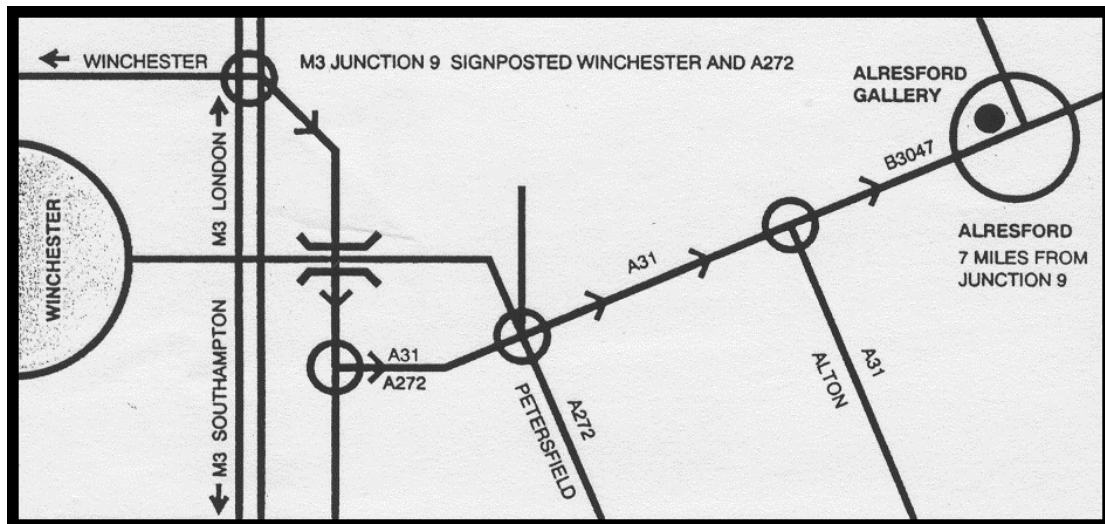 WINCHESTER
M3 JUNCTION 9 SIGNPOSTED WINCHESTER AND A272
ALRESFORD
GALLERY
M3 LONDON
B3047
WINCHESTER
ALRESFORD
7 MILES FROM
JUNCTION 9
A31
M3 SOUTHAMPTON
A31
A272
A31
ALTON
A272
PETERSFIELD